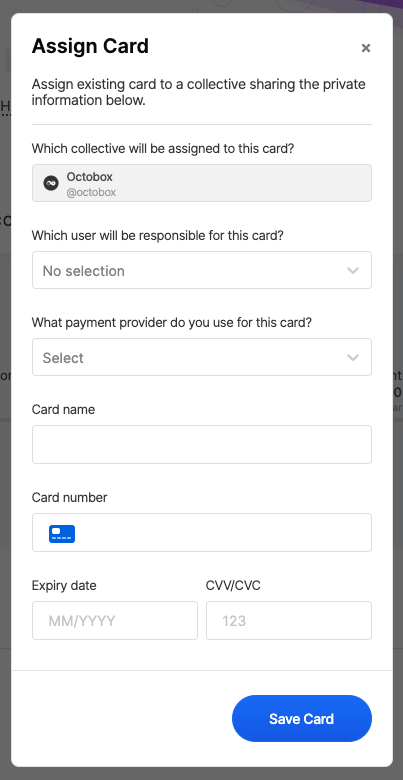 Assign Card
Assign existing card to a collective sharing the private
information below.
Which collective will be assigned to this card?
Octobox
@octobox
Which user will be responsible for this card?
No selection
What payment provider do you use for this card?
Select
Card name
Card number
Expiry date
CVV/CVC
MM/YYYY
123
Save Card